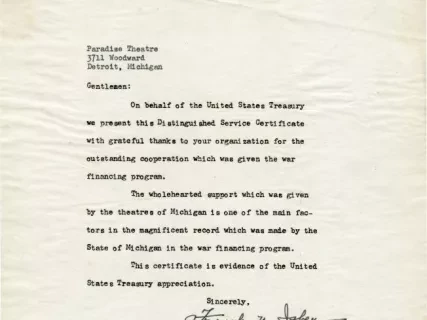 Paradise Theatre
3711 Woodward
Detroit, Michigan
Gentlemen:
On behalf of the United States Treasury
we present this Distinguished Service Certificate
with grateful thanks to your organization for the
outstanding cooperation which was given the war
financing program.
The wholehearted support which was given
by the theatres of Michigan is one of the main fac-
tors in the magnificent record which was made by the
State of Michigan in the war financing program.
This certificate is evidence of the United
States Treasury appreciation.
Sincerely,